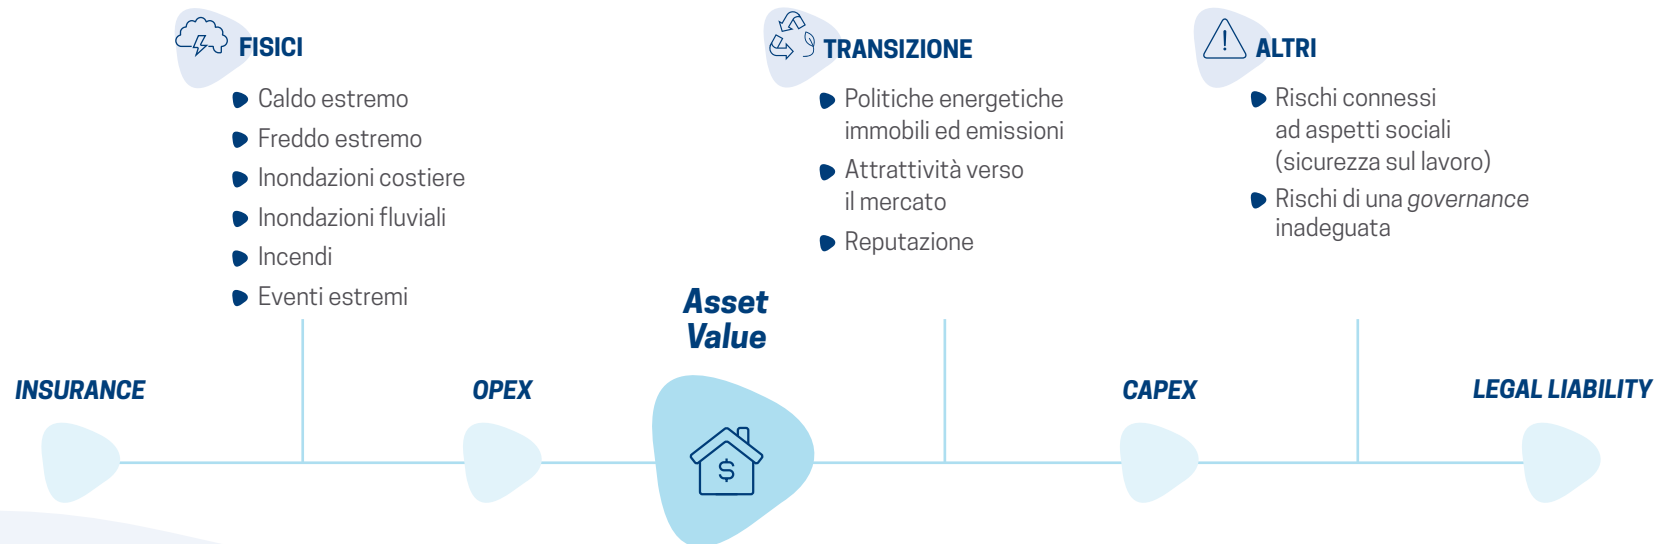 FISICI
Caldo estremo
Freddo estremo
Inondazioni costiere
Inondazioni fluviali
Incendi
Eventi estremi
TRANSIZIONE
Politiche energetiche
immobili ed emissioni
Attrattività verso
il mercato
Reputazione
ALTRI
Rischi connessi
ad aspetti sociali
(sicurezza sul lavoro)
Rischi di una governance
inadeguata
Asset
Value
INSURANCE
OPEX
$
CAPEX
LEGAL LIABILITY